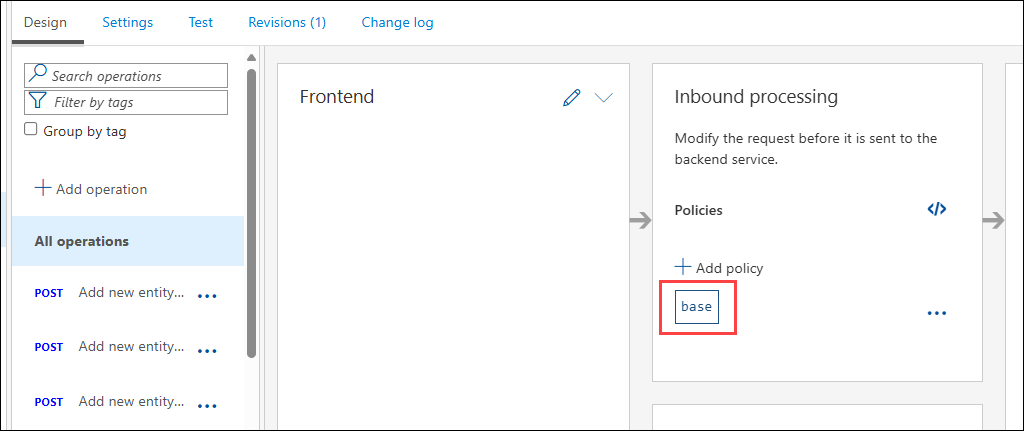 Design Settings Test Revisions (1) Change log
Search operations
Filter by tags
Group by tag
Add operation
All operations
POST Add new entity... ...
POST Add new entity... ...
POST Add new entity... ...
Frontend
Inbound processing
Modify the request before it is sent to the
backend service.
Policies </>
Add policy
base ...